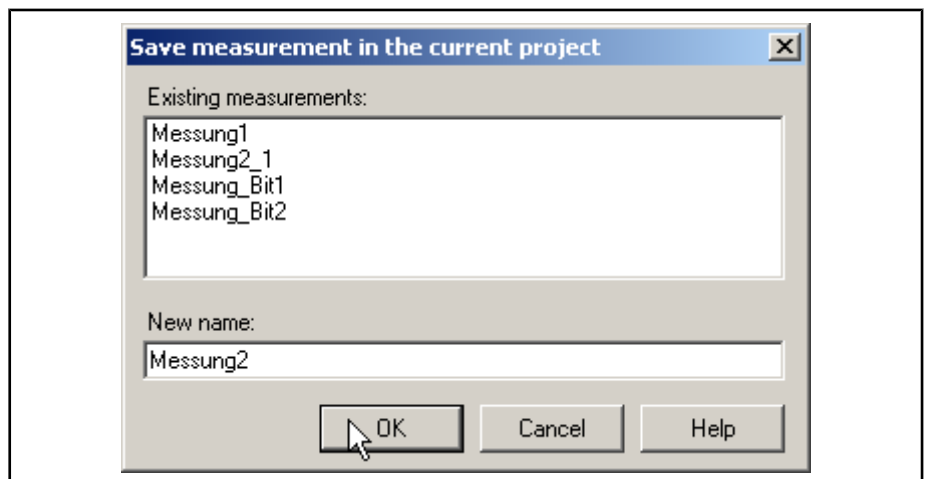 Save measurement in the current project
Existing measurements:
Messung1
Messung2_1
Messung_Bit1
Messung_Bit2
New name:
Messung2
OK Cancel Help